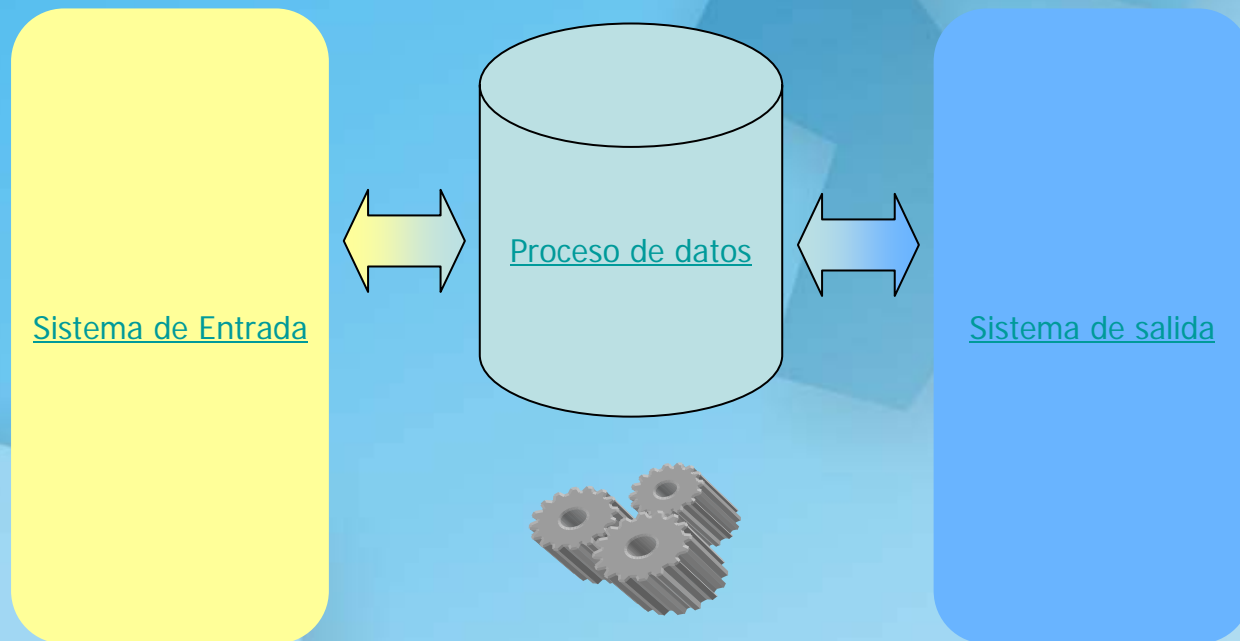 Sistema de Entrada
Proceso de datos
Sistema de salida